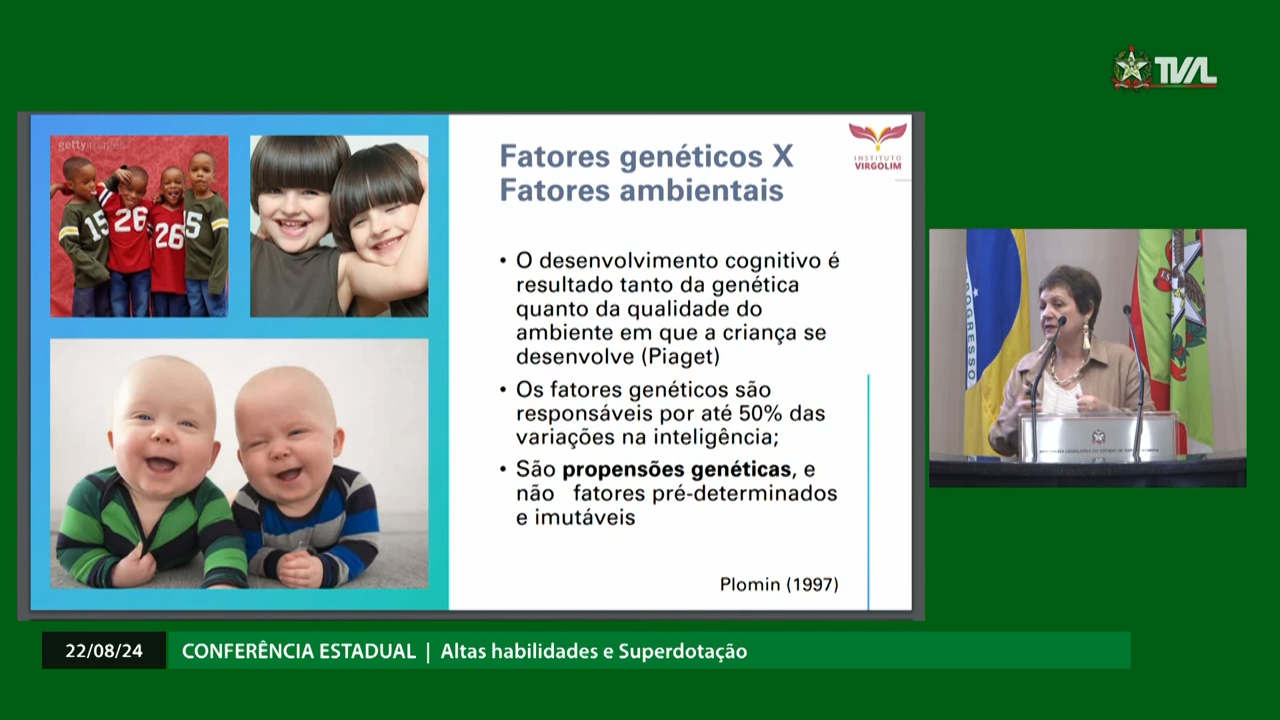 TVAL
gettyimages
15
26
26
15
Fatores genéticos X
Fatores ambientais
INSTITUTO
VIRGOLIM
• O desenvolvimento cognitivo é
resultado tanto da genética
quanto da qualidade do
ambiente em que a criança se
desenvolve (Piaget)
• Os fatores genéticos são
responsáveis por até 50% das
variações na inteligência;
• São propensões genéticas, e
não fatores pré-determinados
e imutáveis
Plomin (1997)
PROGRESSO
22/08/24
CONFERÊNCIA ESTADUAL | Altas habilidades e Superdotação